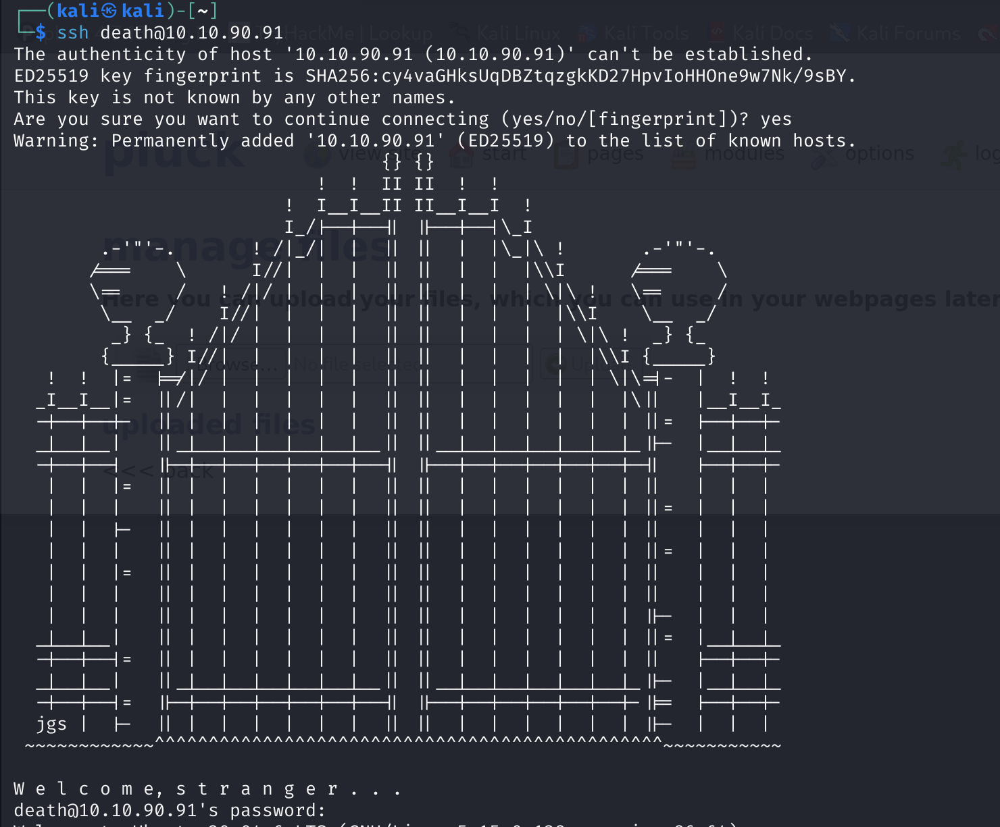 ┌──(kali㉿kali)-[~]
└─$ ssh death@10.10.90.91
The authenticity of host '10.10.90.91 (10.10.90.91)' can't be established.
ED25519 key fingerprint is SHA256:cy4vaGHksUqDBZtqzgkKD27HpvIoHHOne9w7Nk/9sBY.
This key is not known by any other names.
Are you sure you want to continue connecting (yes/no/[fingerprint])? yes
Warning: Permanently added '10.10.90.91' (ED25519) to the list of known hosts.
HackMe | Lookup Kali Linux Kali Tools Kali Docs Kali Forums
pluck view site start pages modules options
manage files
Here you can upload your files, which you can use in your webpages later
Browse... No file selected.
uploaded files
<<< back
jgs
W e l c o m e, s t r a n g e r . . .
death@10.10.90.91's password: